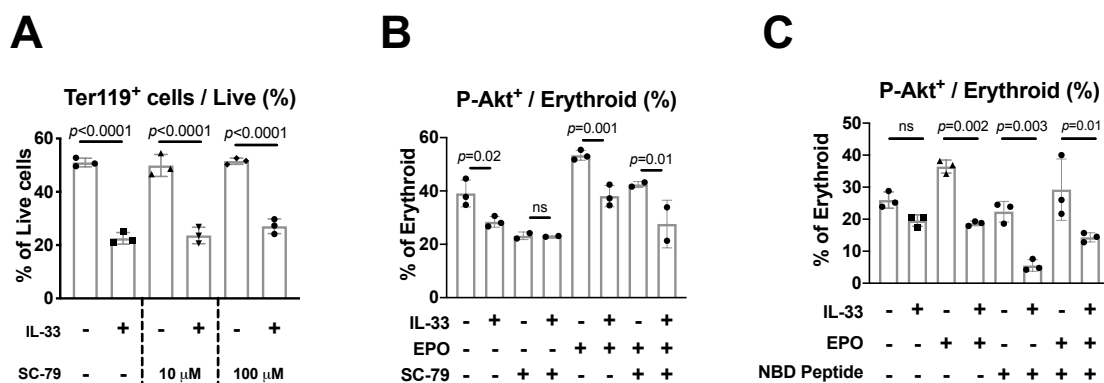 A
Ter119+ cells / Live (%)
p<0.0001 p<0.0001 p<0.0001
% of Live cells
60
40
20
0
IL-33 - + - + - +
SC-79 - - 10 μM 100 μM
B
P-Akt+ / Erythroid (%)
p=0.02 ns p=0.001 p=0.01
% of Erythroid
60
40
20
0
IL-33 - + - + - + - +
EPO - - - - + + + +
SC-79 - - + + - - + +
C
P-Akt+ / Erythroid (%)
ns p=0.002 p=0.003 p=0.01
% of Erythroid
50
40
30
20
10
0
IL-33 - + - + - + - +
EPO - - + + - - + +
NBD Peptide - - - - + + + +